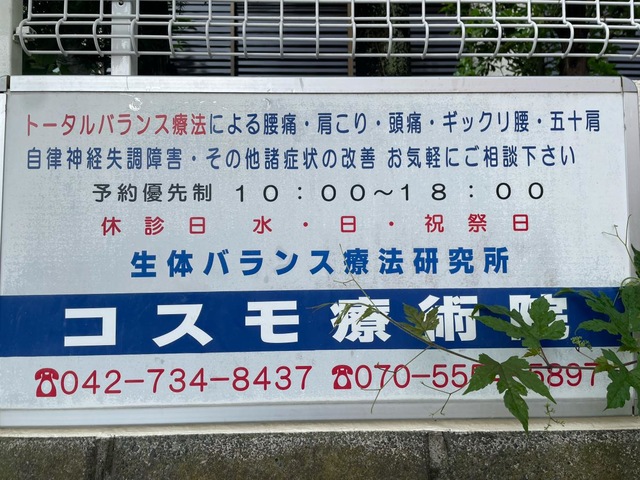 トータルバランス療法による腰痛・肩こり・頭痛・ギックリ腰・五十肩
自律神経失調障害・その他諸症状の改善 お気軽にご相談下さい
予約優先制 10：00～18：00
休診日 水・日・祝祭日
生体バランス療法研究所
コスモ療術院
☎042-734-8437 ☎070-555